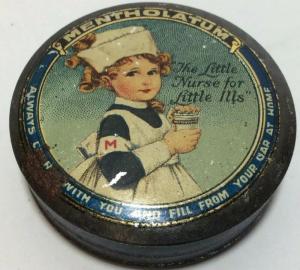 MENTHOLATUM
"The Little
Nurse for
Little Ills"
M
ALWAYS WITH YOU AND FILL FROM YOUR JAR AT HOME